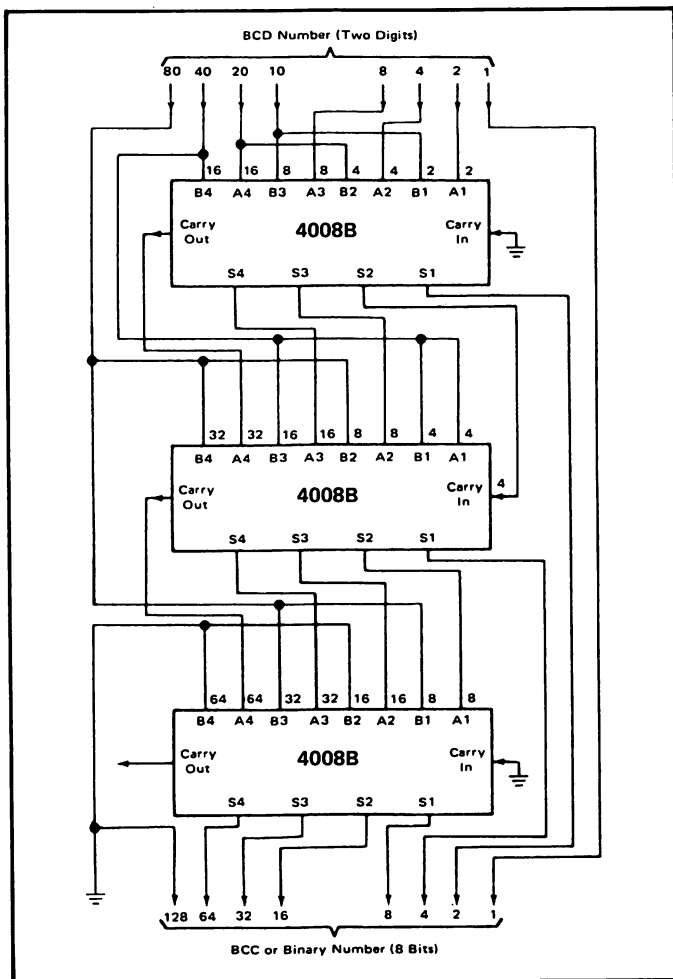 BCD Number (Two Digits)
80 40 20 10 8 4 2 1
16 16 8 8 4 4 2 2
B4 A4 B3 A3 B2 A2 B1 A1
Carry Out
4008B
Carry In
S4 S3 S2 S1
32 32 16 16 8 8 4 4
B4 A4 B3 A3 B2 A2 B1 A1
Carry Out
4008B
Carry In
4
S4 S3 S2 S1
64 64 32 32 16 16 8 8
B4 A4 B3 A3 B2 A2 B1 A1
Carry Out
4008B
Carry In
S4 S3 S2 S1
128 64 32 16 8 4 2 1
BCC or Binary Number (8 Bits)